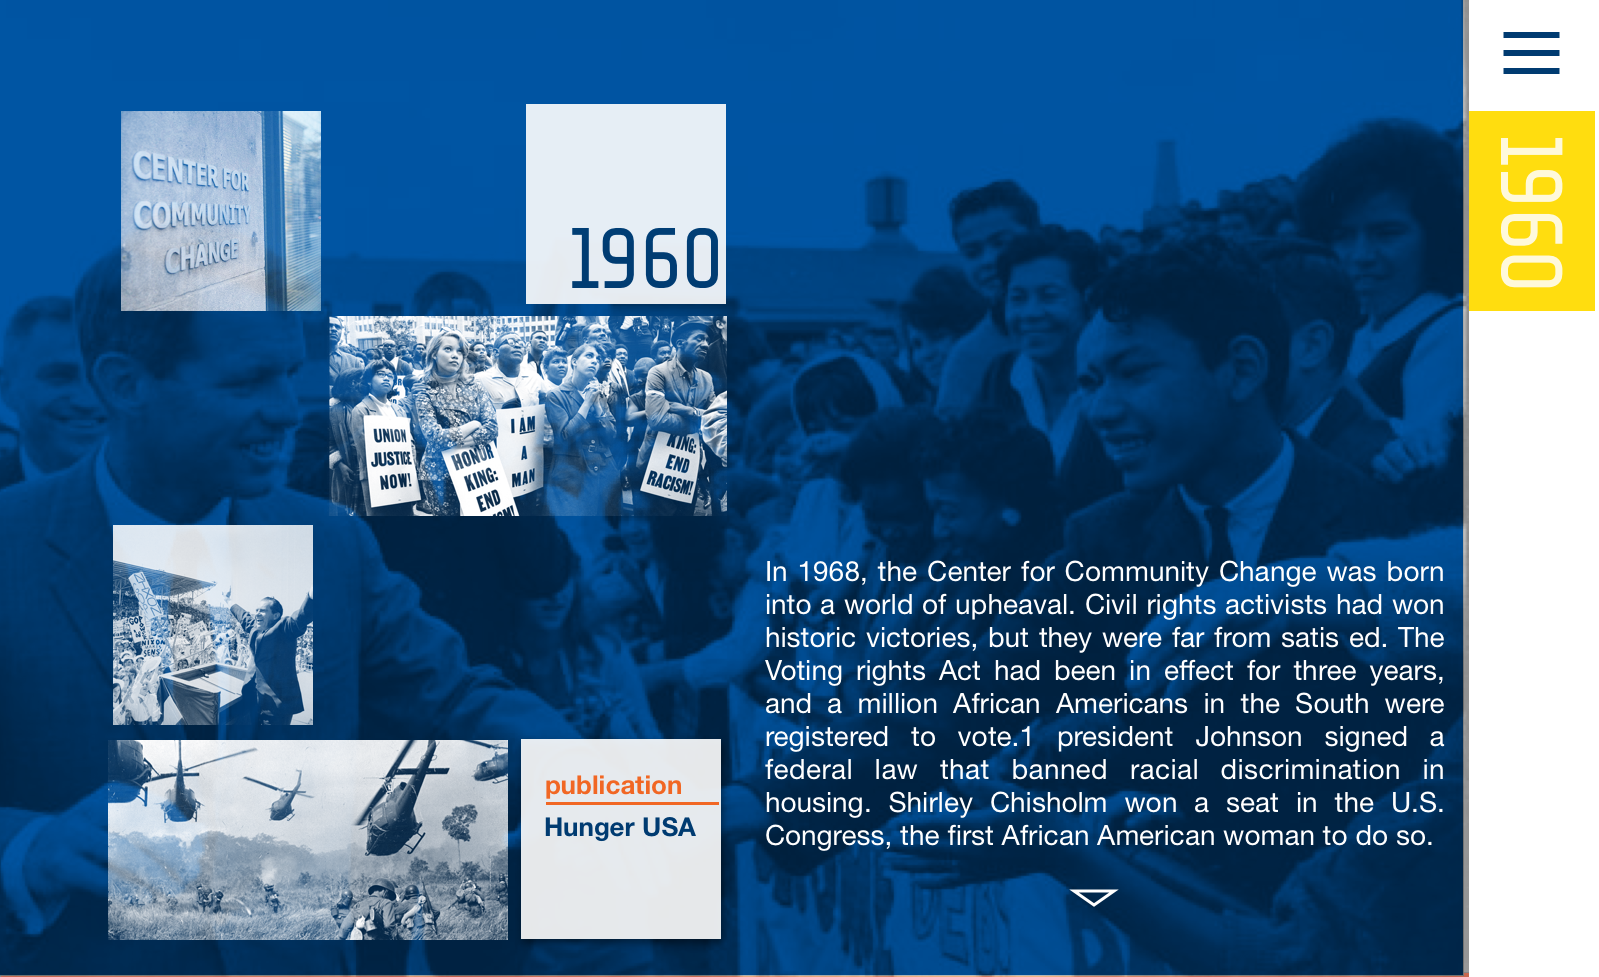 CENTER FOR
COMMUNITY
CHANGE
1960
UNION
JUSTICE
NOW!
HONOR
KING:
END
I AM
A
MAN
KING:
END
RACISM!
NIXON
In 1968, the Center for Community Change was born
into a world of upheaval. Civil rights activists had won
historic victories, but they were far from satis ed. The
Voting rights Act had been in effect for three years,
and a million African Americans in the South were
registered to vote.1 president Johnson signed a
federal law that banned racial discrimination in
housing. Shirley Chisholm won a seat in the U.S.
Congress, the first African American woman to do so.
publication
Hunger USA
1960